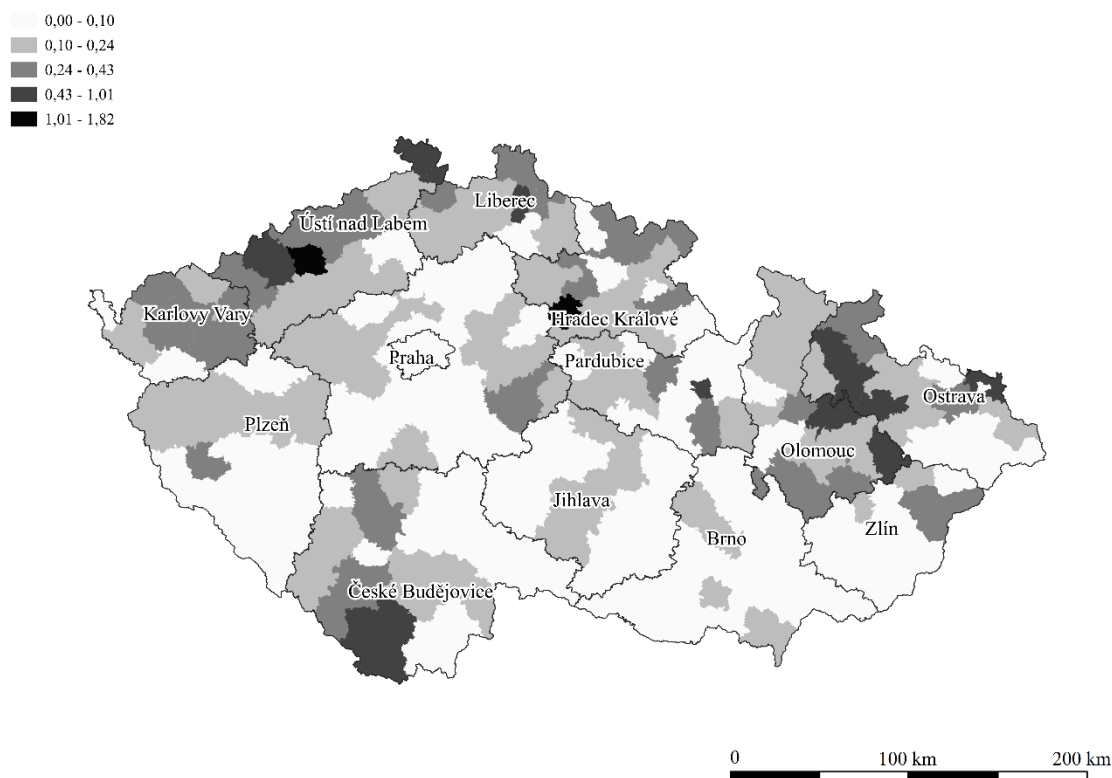 0,00 - 0,10
0,10 - 0,24
0,24 - 0,43
0,43 - 1,01
1,01 - 1,82
Liberec
Ústí nad Labem
Karlovy Vary
Hradec Králové
Praha
Pardubice
Ostrava
Plzeň
Olomouc
Jihlava
Zlín
Brno
České Budějovice
0 100 km 200 km